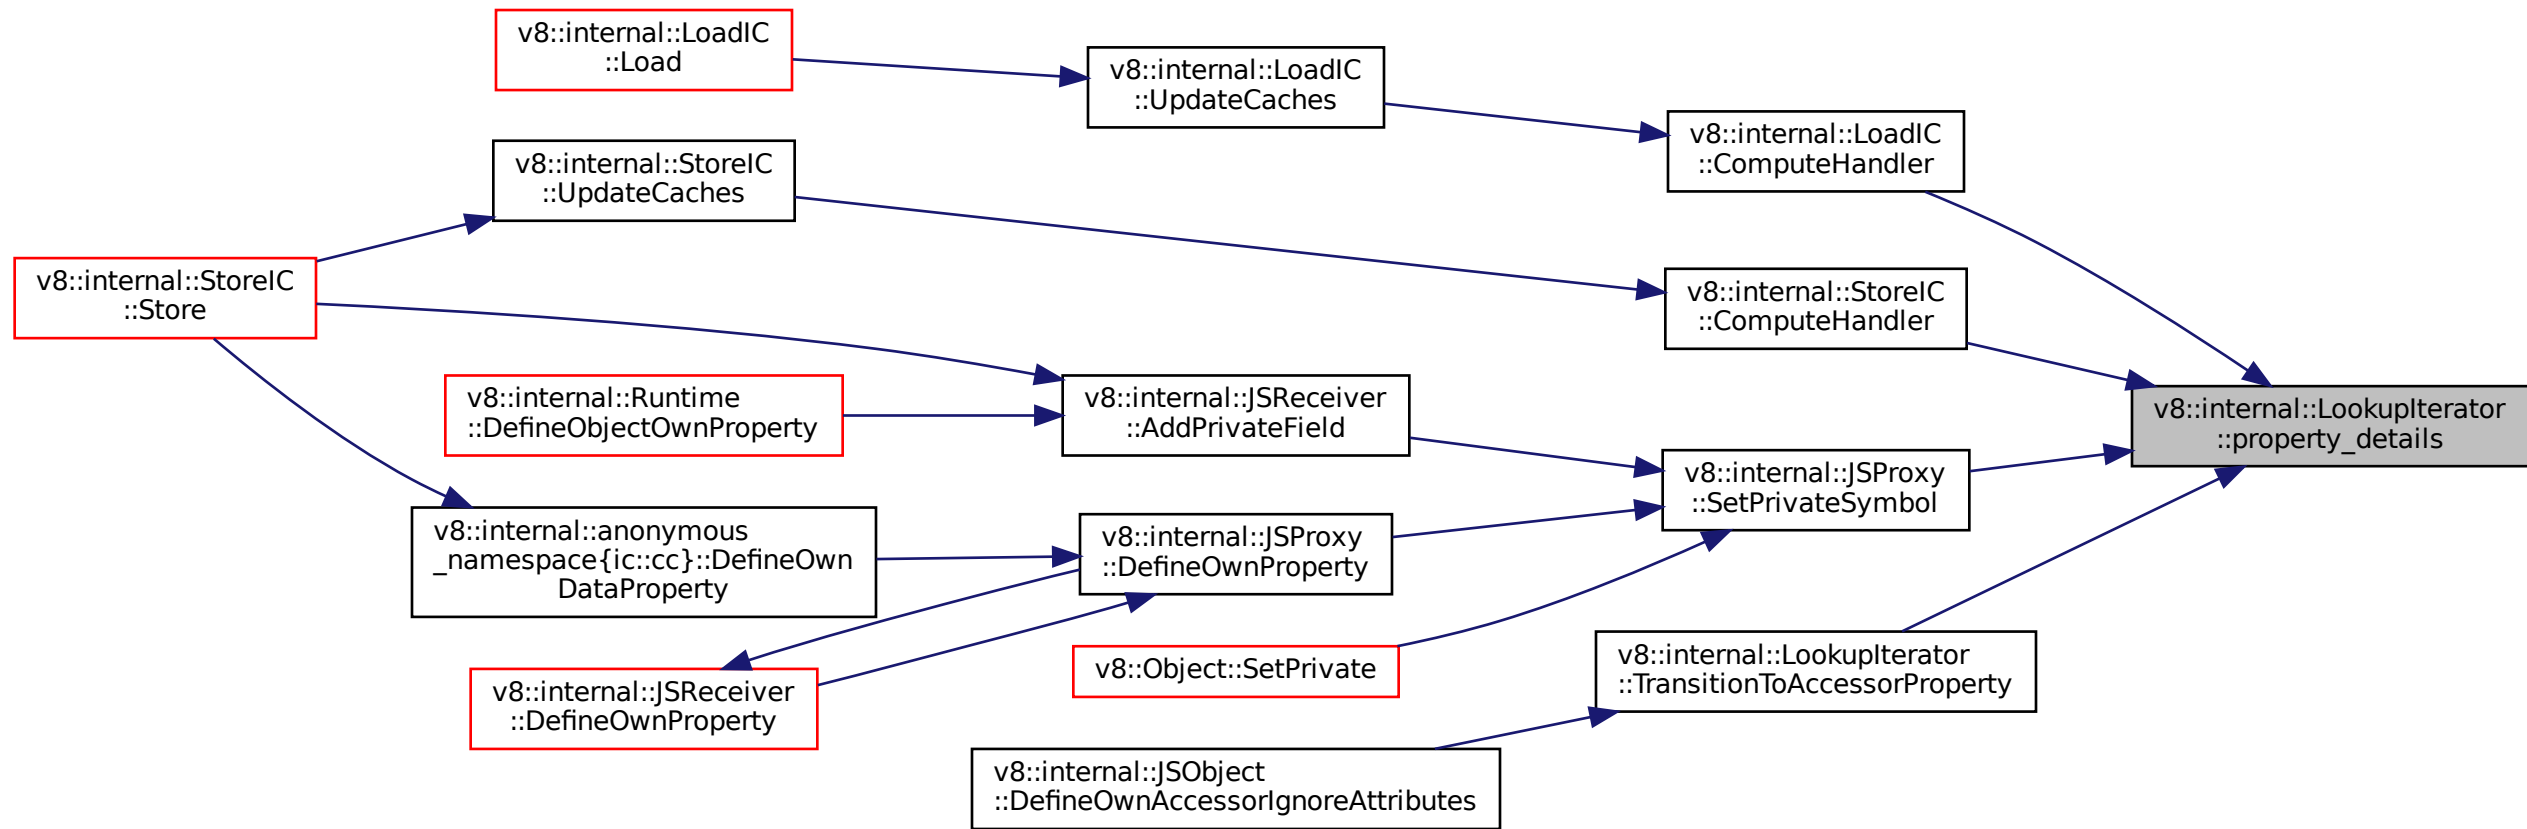 v8::internal::LoadIC
::Load
v8::internal::LoadIC
::UpdateCaches
v8::internal::LoadIC
::ComputeHandler
v8::internal::StoreIC
::UpdateCaches
v8::internal::StoreIC
::Store
v8::internal::StoreIC
::ComputeHandler
v8::internal::Runtime
::DefineObjectOwnProperty
v8::internal::JSReceiver
::AddPrivateField
v8::internal::LookupIterator
::property_details
v8::internal::JSProxy
::SetPrivateSymbol
v8::internal::anonymous
_namespace{ic::cc}::DefineOwn
DataProperty
v8::internal::JSProxy
::DefineOwnProperty
v8::internal::JSReceiver
::DefineOwnProperty
v8::Object::SetPrivate
v8::internal::LookupIterator
::TransitionToAccessorProperty
v8::internal::JSObject
::DefineOwnAccessorIgnoreAttributes